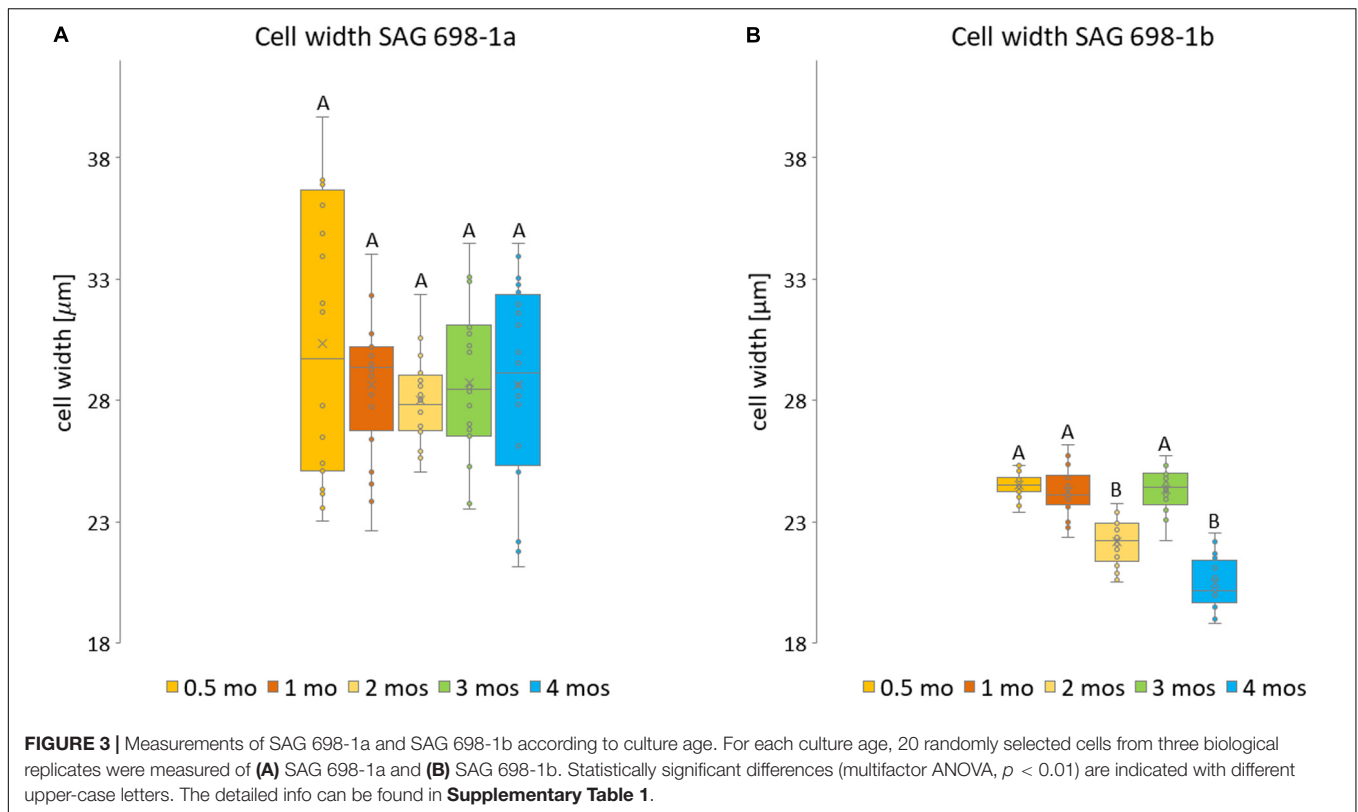 A
Cell width SAG 698-1a
cell width [µm]
38
33
28
23
18
A
A
A
A
A
0.5 mo 1 mo 2 mos 3 mos 4 mos
B
Cell width SAG 698-1b
cell width [µm]
38
33
28
23
18
A
A
B
A
B
0.5 mo 1 mo 2 mos 3 mos 4 mos
FIGURE 3 | Measurements of SAG 698-1a and SAG 698-1b according to culture age. For each culture age, 20 randomly selected cells from three biological
replicates were measured of (A) SAG 698-1a and (B) SAG 698-1b. Statistically significant differences (multifactor ANOVA, p < 0.01) are indicated with different
upper-case letters. The detailed info can be found in Supplementary Table 1.